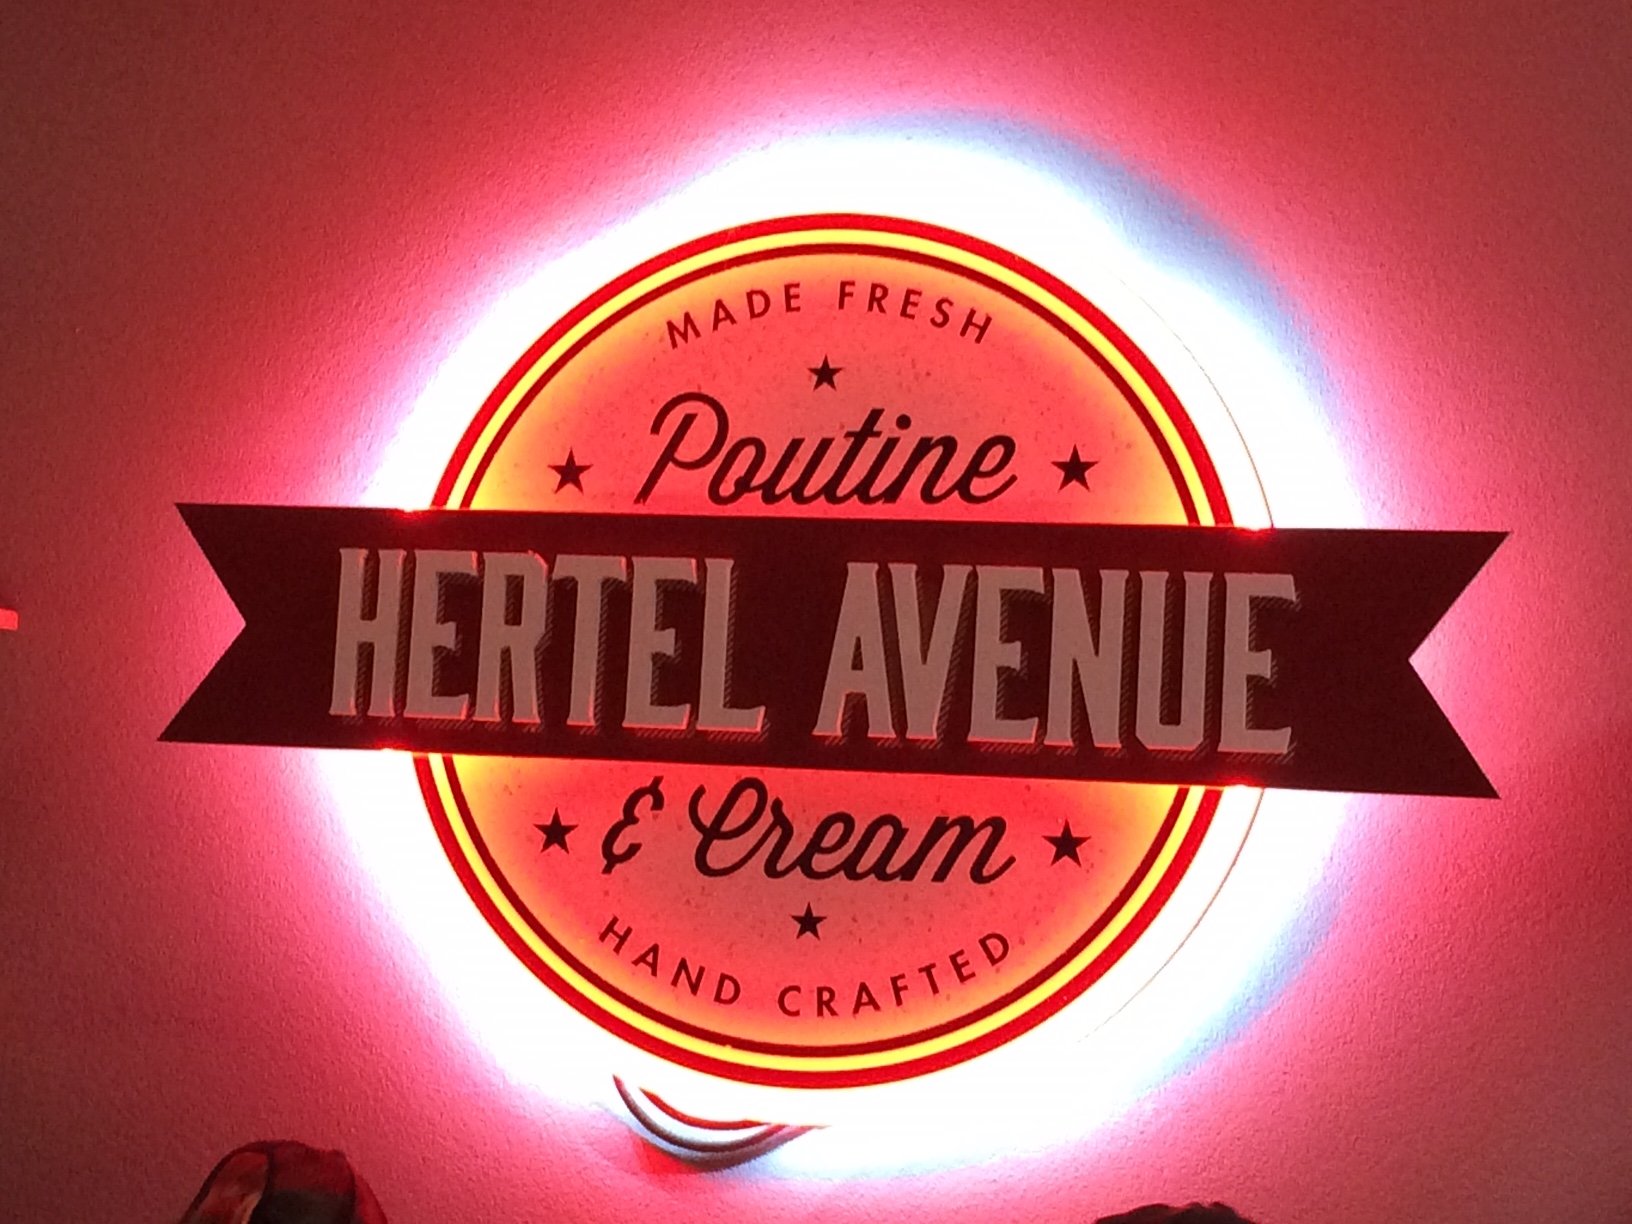 MADE FRESH
Poutine
HERTEL AVENUE
& Cream
HAND CRAFTED